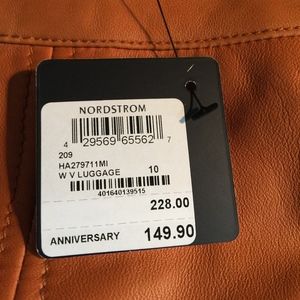 NORDSTROM
4 29569 65562 7
209
HA279711MI
W V LUGGAGE 10
401640139515
228.00
ANNIVERSARY 149.90